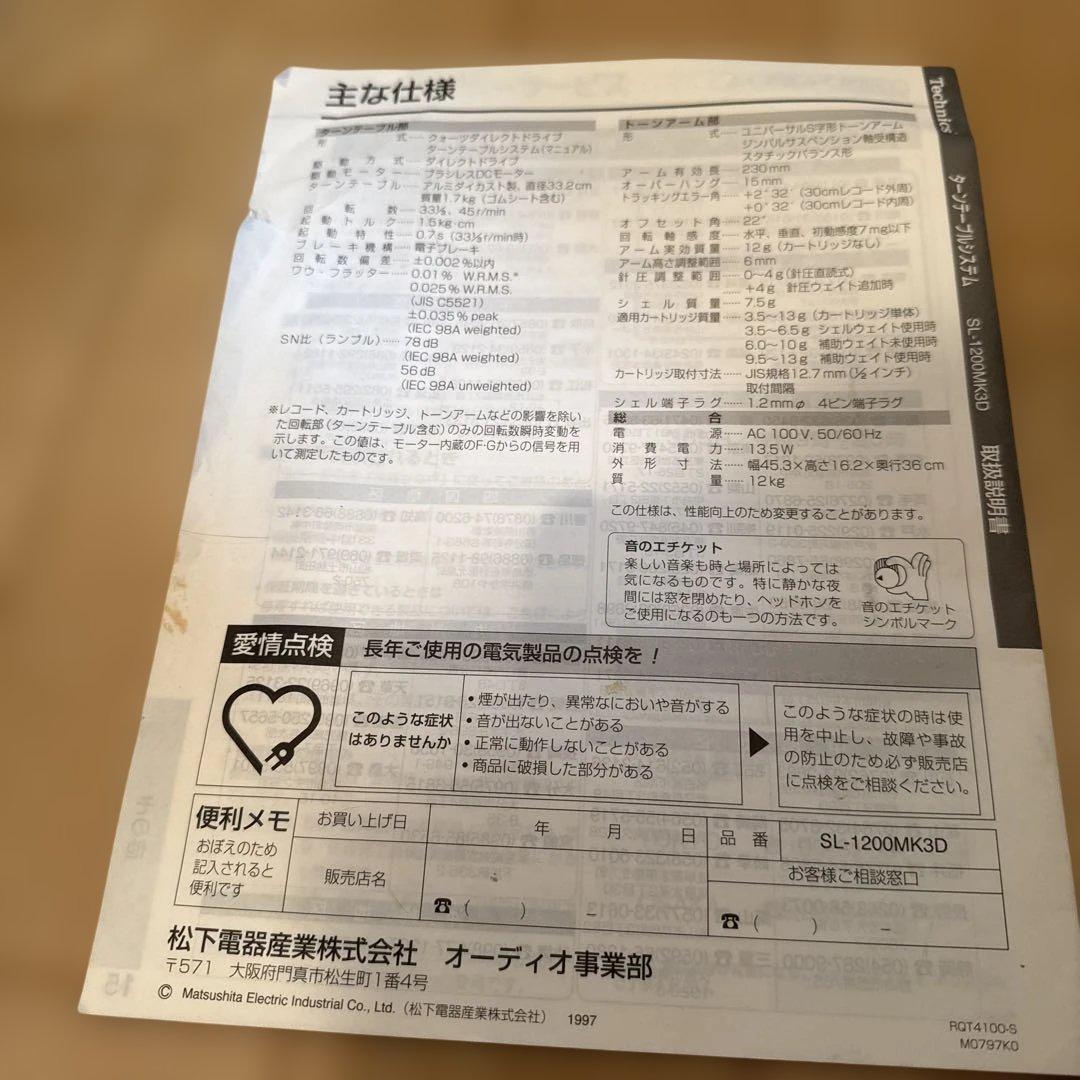 主な仕様
ターンテーブル部
形式……クォーツダイレクトドライブ
ターンテーブルシステム(マニュアル)
駆動方式……ダイレクトドライブ
駆動モーター……ブラシレスDCモーター
ターンテーブル……アルミダイカスト製、直径33.2cm
質量1.7kg(ゴムシート含む)
回転数……33⅓、45r/min
起動トルク……1.5kg·cm
起動特性……0.7s(33⅓r/min時)
ブレーキ機構……電子ブレーキ
回転数偏差……±0.002%以内
ワウ・フラッター……0.01% W.R.M.S.*
0.025% W.R.M.S.
(JIS C5521)
±0.035% peak
(IEC 98A weighted)
SN比(ランブル)……78dB
(IEC 98A weighted)
56dB
(IEC 98A unweighted)
※レコード、カートリッジ、トーンアームなどの影響を除い
た回転部(ターンテーブル含む)のみの回転数瞬時変動を
示します。この値は、モーター内蔵のF·Gからの信号を用
いて測定したものです。
トーンアーム部
形式……ユニバーサルS字形トーンアーム
ジンバルサスペンション軸受構造
スタチックバランス形
アーム有効長……230mm
オーバーハング……15mm
トラッキングエラー角……+2°32′(30cmレコード外周)
+0°32′(30cmレコード内周)
オフセット角……22°
回転軸感度……水平、垂直、初動感度7mg以下
アーム実効質量……12g(カートリッジなし)
アーム高さ調整範囲……6mm
針圧調整範囲……0〜4g(針圧直読式)
……+4g 針圧ウェイト追加時
シェル質量……7.5g
適用カートリッジ質量……3.5〜13g(カートリッジ単体)
3.5〜6.5g シェルウェイト使用時
6.0〜10g 補助ウェイト未使用時
9.5〜13g 補助ウェイト使用時
カートリッジ取付寸法……JIS規格12.7mm(½インチ)
取付間隔
シェル端子ラグ……1.2mmφ 4ピン端子ラグ
総合
電源……AC 100V、50/60Hz
消費電力……13.5W
外形寸法……幅45.3×高さ16.2×奥行36cm
質量……12kg
この仕様は、性能向上のため変更することがあります。
音のエチケット
楽しい音楽も時と場所によっては
気になるものです。特に静かな夜
間には窓を閉めたり、ヘッドホンを
ご使用になるのも一つの方法です。
音のエチケット
シンボルマーク
Technics
ターンテーブルシステム
SL-1200MK3D
取扱説明書
愛情点検
長年ご使用の電気製品の点検を!
このような症状
はありませんか
•煙が出たり、異常なにおいや音がする
•音が出ないことがある
•正常に動作しないことがある
•商品に破損した部分がある
このような症状の時は使
用を中止し、故障や事故
の防止のため必ず販売店
に点検をご相談ください。
便利メモ
おぼえのため
記入されると
便利です
お買い上げ日 年 月 日
品番 SL-1200MK3D
販売店名
☎( ) −
お客様ご相談窓口
☎( ) −
松下電器産業株式会社 オーディオ事業部
〒571 大阪府門真市松生町1番4号
© Matsushita Electric Industrial Co., Ltd.(松下電器産業株式会社) 1997
RQT4100-S
M0797K0
その他
15